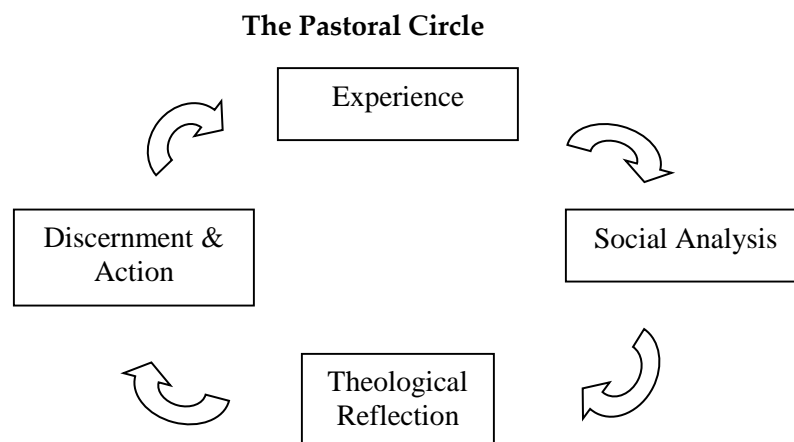 The Pastoral Circle
Experience
Social Analysis
Theological
Reflection
Discernment &
Action